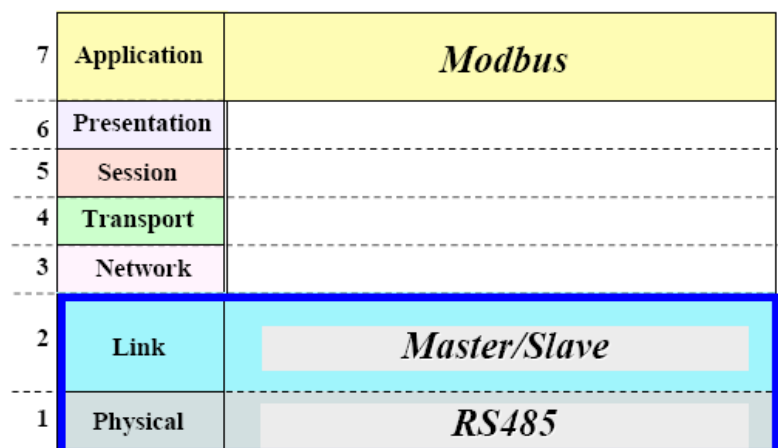 7 Application Modbus
6 Presentation
5 Session
4 Transport
3 Network
2 Link Master/Slave
1 Physical RS485